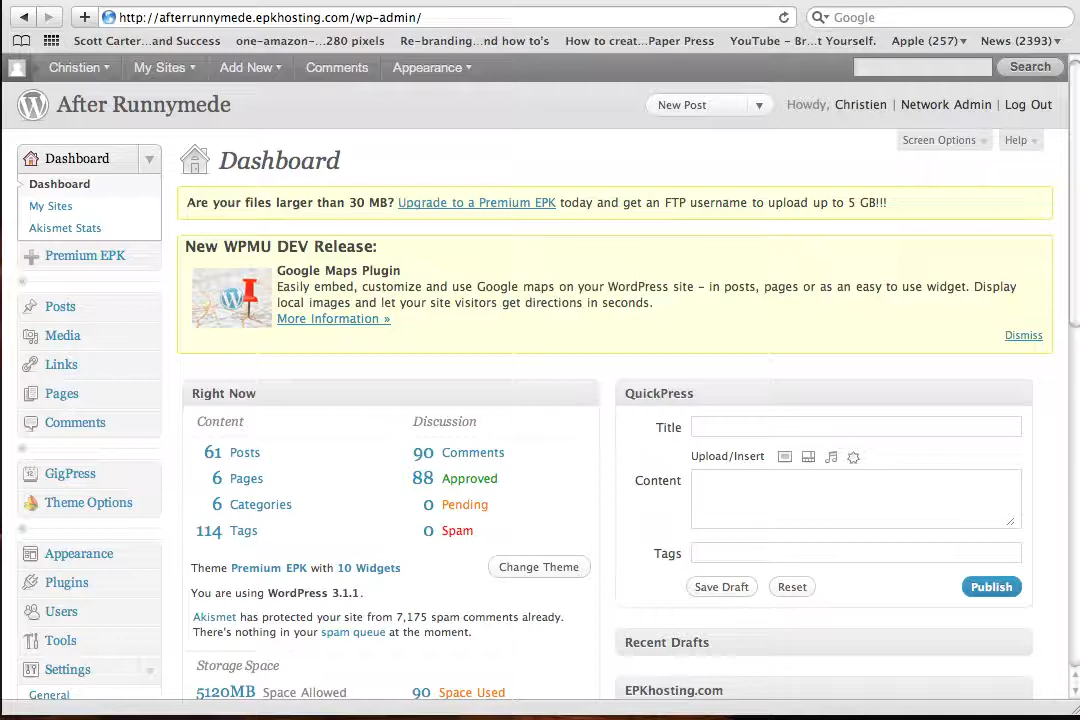 http://afterrunnymede.epkhosting.com/wp-admin/
Google
Scott Carter...and Success one-amazon-...280 pixels Re-branding...nd how to's How to creat...Paper Press YouTube - Br...t Yourself. Apple (257) News (2393)
Christien My Sites Add New Comments Appearance Search
After Runnymede
New Post Howdy, Christien | Network Admin | Log Out
Screen Options Help
Dashboard
Dashboard
My Sites
Akismet Stats
Premium EPK
Posts
Media
Links
Pages
Comments
GigPress
Theme Options
Appearance
Plugins
Users
Tools
Settings
General
Dashboard
Are your files larger than 30 MB? Upgrade to a Premium EPK today and get an FTP username to upload up to 5 GB!!!
New WPMU DEV Release:
Google Maps Plugin
Easily embed, customize and use Google maps on your WordPress site – in posts, pages or as an easy to use widget. Display
local images and let your site visitors get directions in seconds.
More Information »
Dismiss
Right Now
Content Discussion
61 Posts 90 Comments
6 Pages 88 Approved
6 Categories 0 Pending
114 Tags 0 Spam
Theme Premium EPK with 10 Widgets Change Theme
You are using WordPress 3.1.1.
Akismet has protected your site from 7,175 spam comments already.
There's nothing in your spam queue at the moment.
Storage Space
5120MB Space Allowed 90 Space Used
QuickPress
Title
Upload/Insert
Content
Tags
Save Draft Reset Publish
Recent Drafts
EPKhosting.com